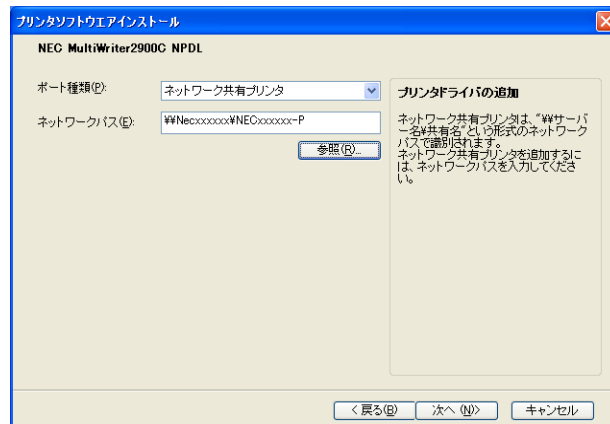 プリンタソフトウエアインストール
NEC MultiWriter2900C NPDL
ポート種類(P):
ネットワーク共有プリンタ
ネットワークパス(E):
¥¥Necxxxxxx¥NECxxxxxx-P
参照(R)...
プリンタドライバの追加
ネットワーク共有プリンタは、"¥¥サーバ
ー名¥共有名"という形式のネットワーク
パスで識別されます。
ネットワーク共有プリンタを追加するに
は、ネットワークパスを入力してくださ
い。
< 戻る(B)
次へ (N)>
キャンセル